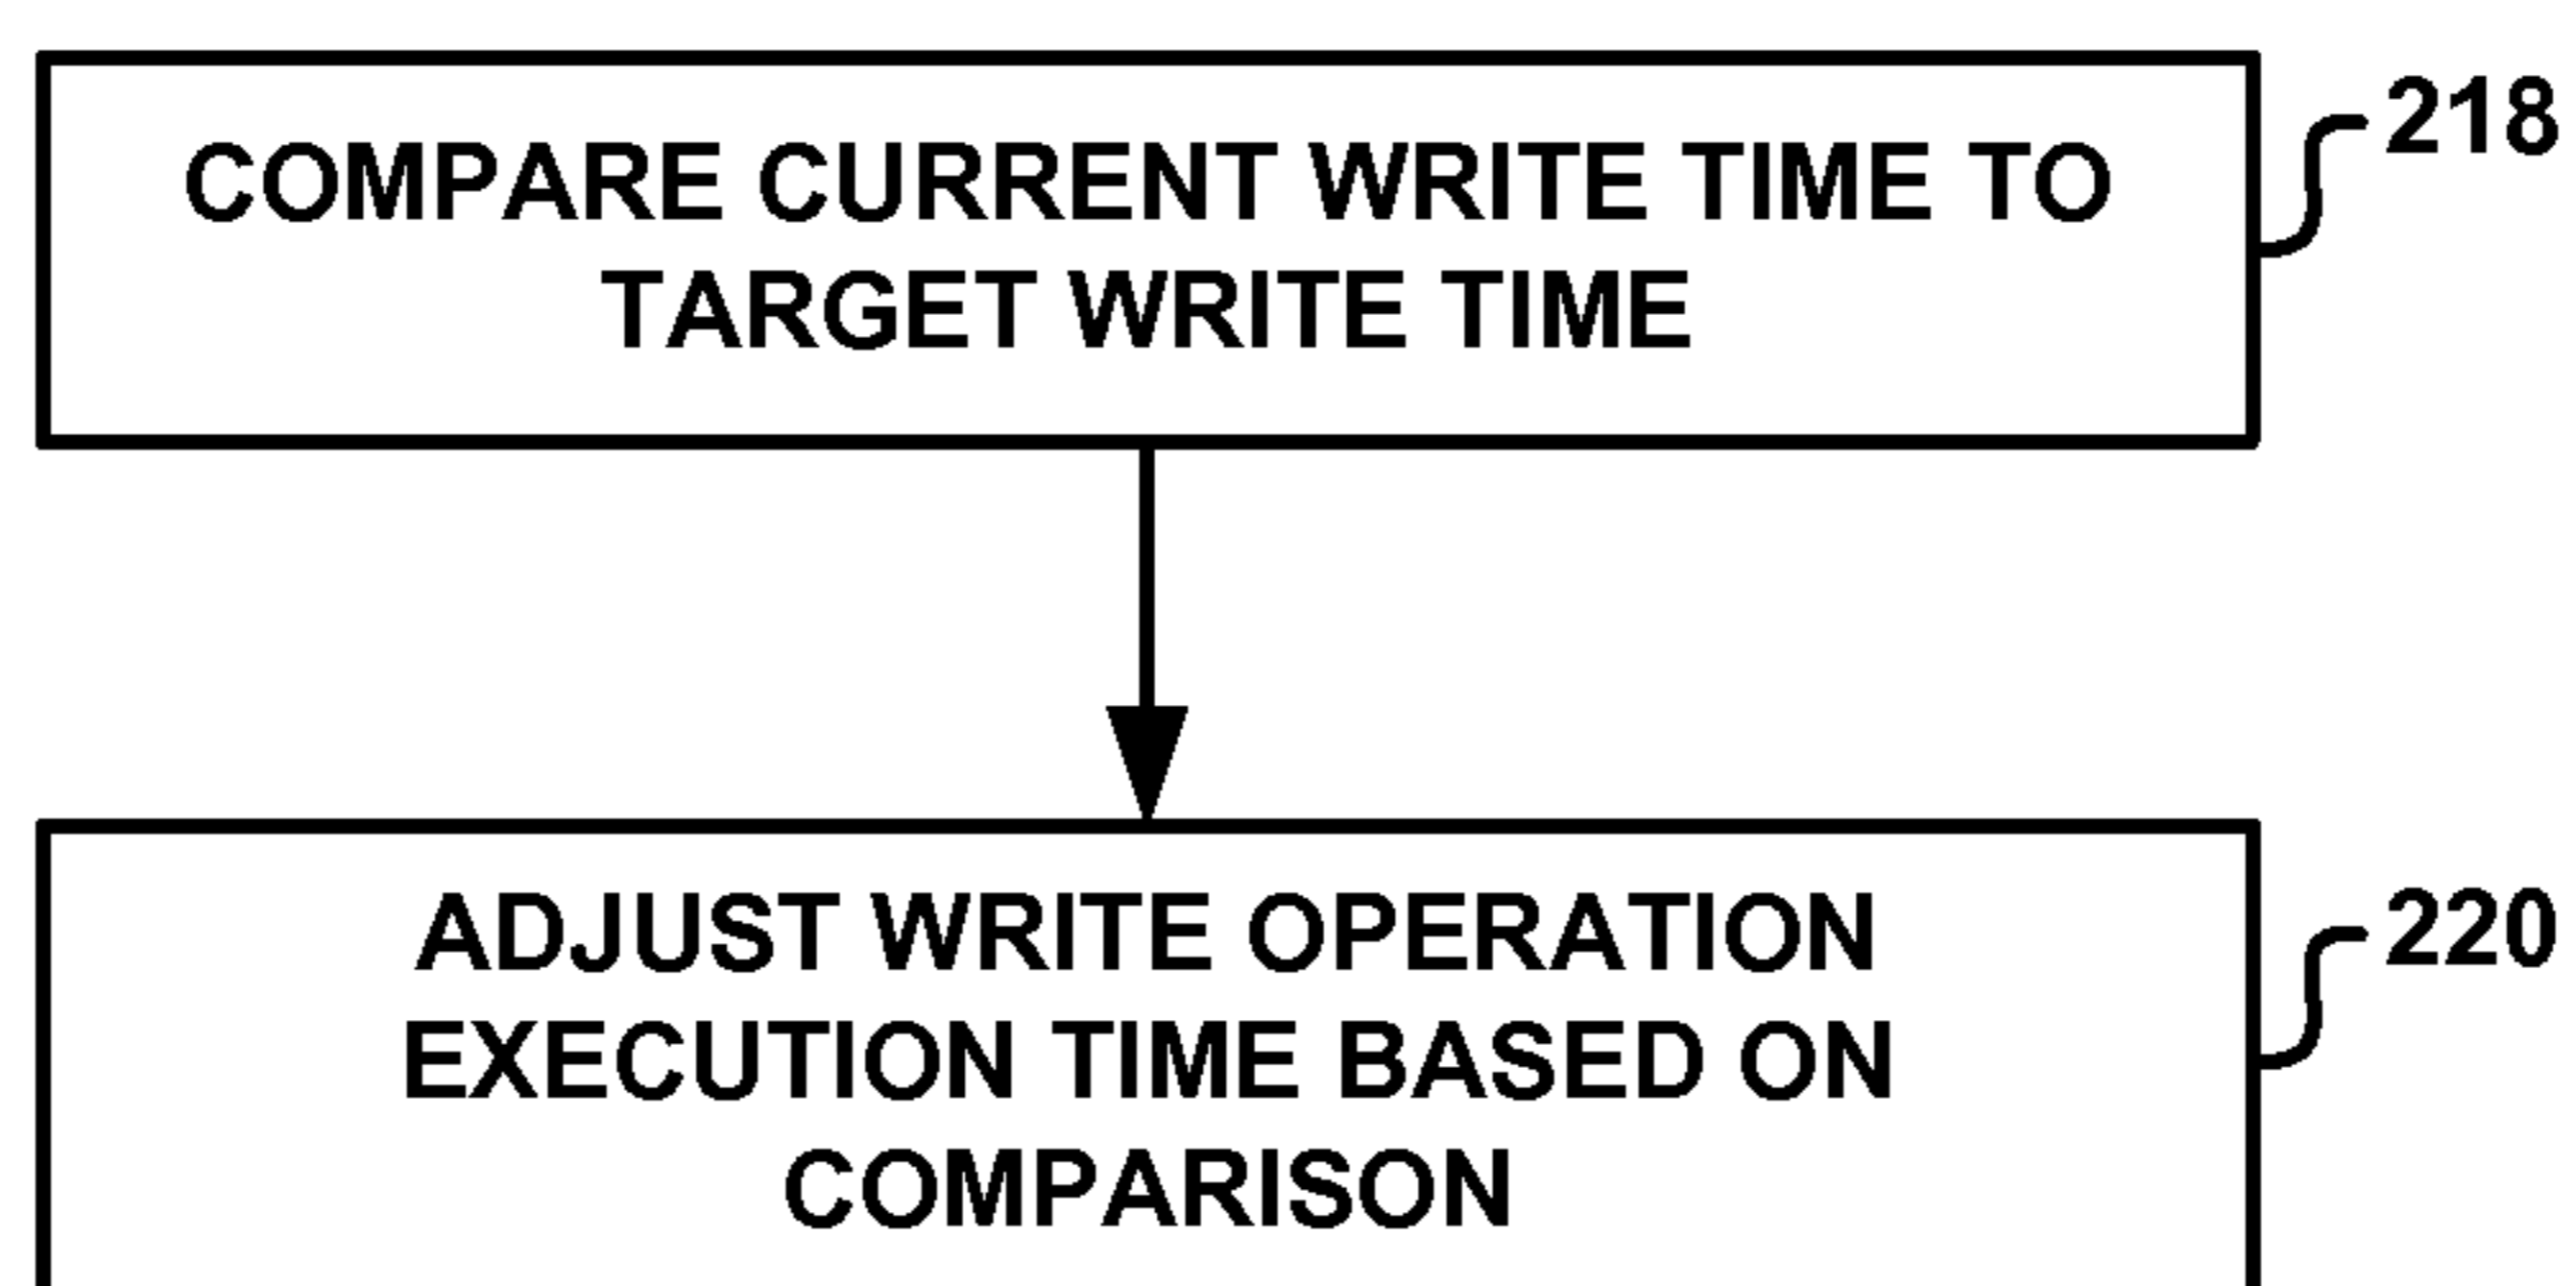 COMPARE CURRENT WRITE TIME TO
TARGET WRITE TIME
218
ADJUST WRITE OPERATION
EXECUTION TIME BASED ON
COMPARISON
220